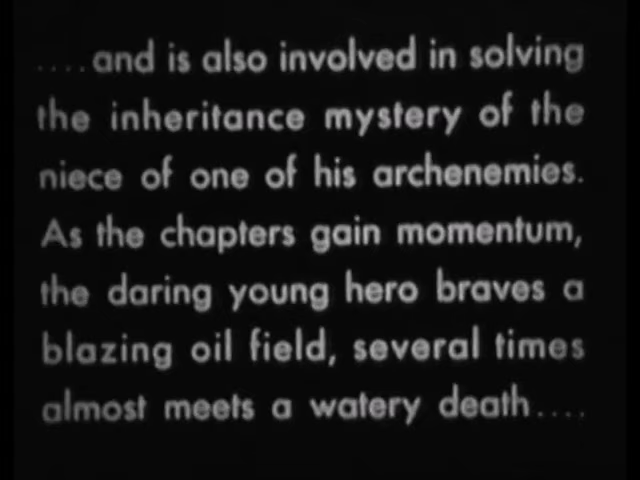 ....and is also involved in solving
the inheritance mystery of the
niece of one of his archenemies.
As the chapters gain momentum,
the daring young hero braves a
blazing oil field, several times
almost meets a watery death....